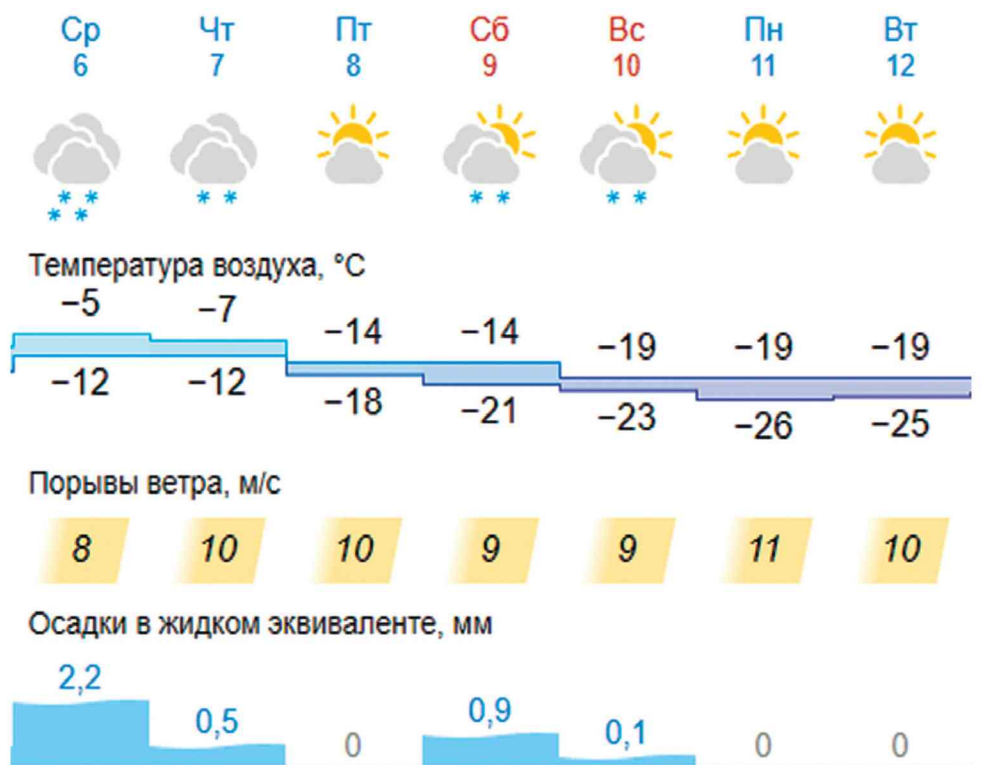 Ср Чт Пт Сб Вс Пн Вт
6 7 8 9 10 11 12
Температура воздуха, °C
−5 −7 −14 −14 −19 −19 −19
−12 −12 −18 −21 −23 −26 −25
Порывы ветра, м/с
8 10 10 9 9 11 10
Осадки в жидком эквиваленте, мм
2,2 0,5 0 0,9 0,1 0 0